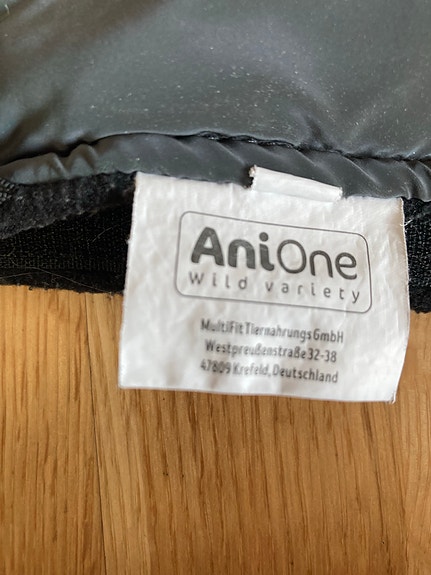 AniOne
Wild variety
MultiFit Tiernahrungs GmbH
Westpreußenstraße 32-38
47809 Krefeld, Deutschland